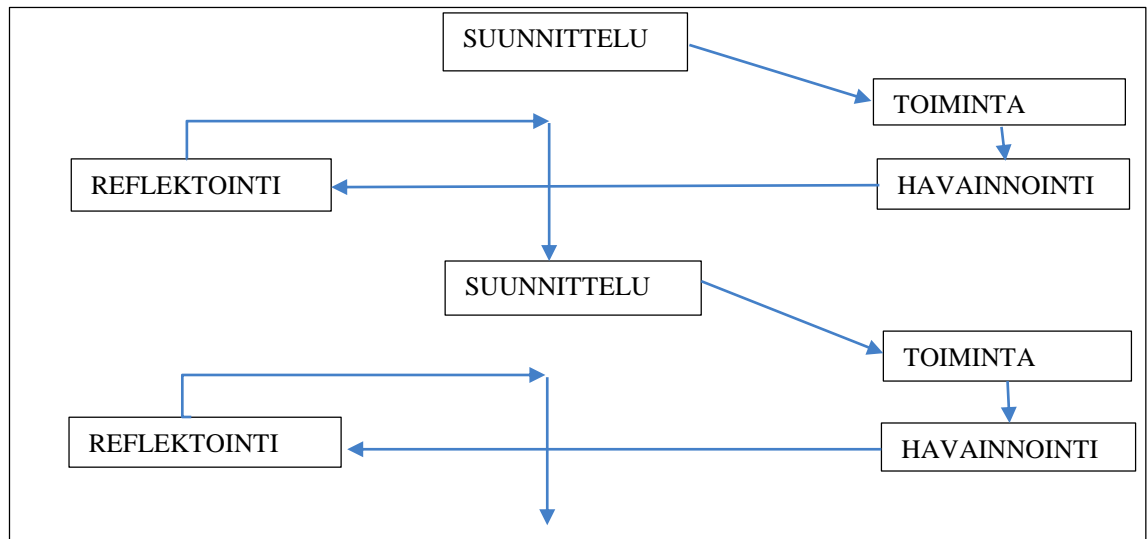 SUUNNITTELU
TOIMINTA
REFLEKTOINTI
HAVAINNOINTI
SUUNNITTELU
TOIMINTA
REFLEKTOINTI
HAVAINNOINTI